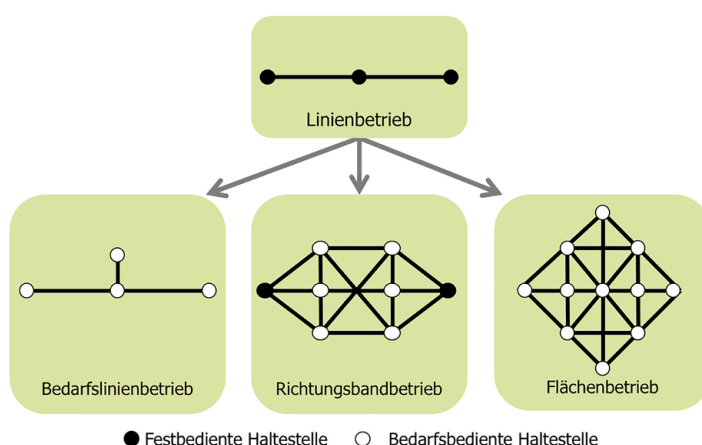 Linienbetrieb
Bedarfslinienbetrieb
Richtungsbandbetrieb
Flächenbetrieb
Festbediente Haltestelle
Bedarfsbediente Haltestelle